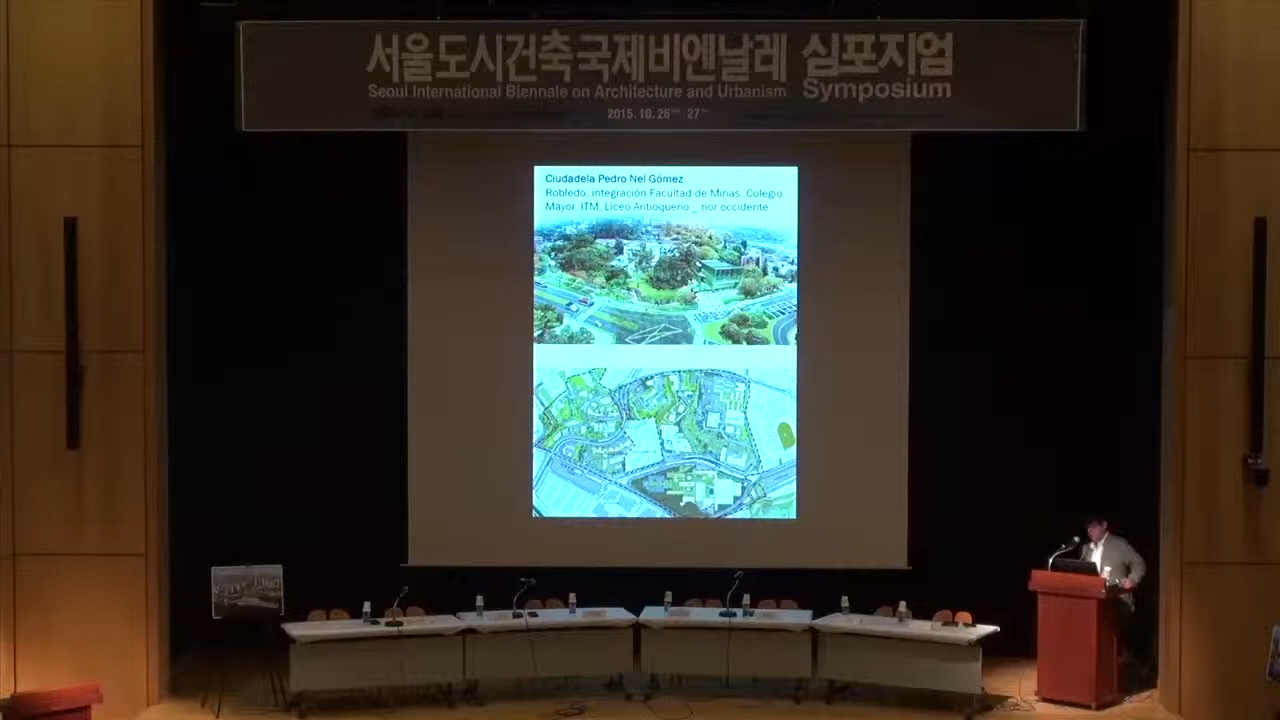 서울도시건축국제비엔날레 심포지엄
Seoul International Biennale on Architecture and Urbanism Symposium
2015. 10. 26 27
Ciudadela Pedro Nel Gómez
Robledo, integración Facultad de Minas, Colegio
Mayor, ITM, Liceo Antioqueño _ nor occidente